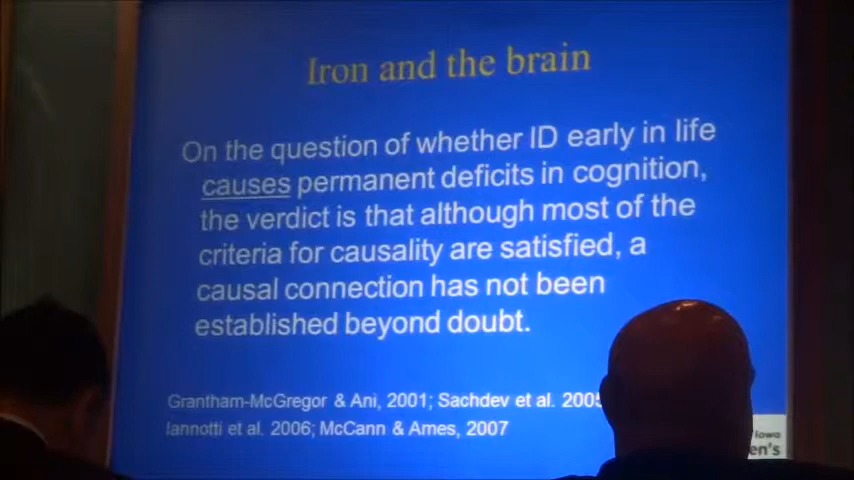 Iron and the brain
On the question of whether ID early in life
causes permanent deficits in cognition,
the verdict is that although most of the
criteria for causality are satisfied, a
causal connection has not been
established beyond doubt.
Grantham-McGregor & Ani, 2001; Sachdev et al. 2005
Iannotti et al. 2006; McCann & Ames, 2007
Iowa
en's